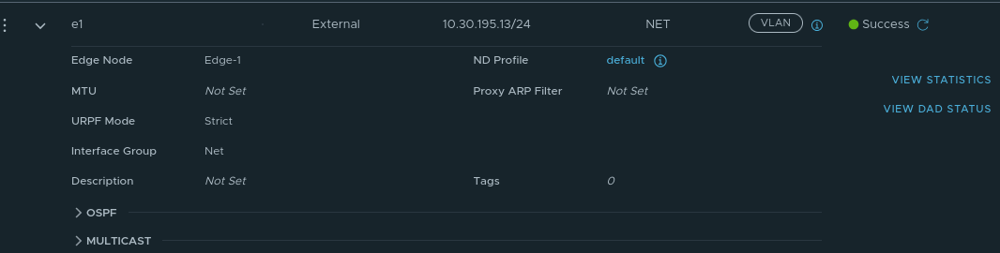 e1 External 10.30.195.13/24 NET VLAN Success
Edge Node Edge-1 ND Profile default
VIEW STATISTICS
MTU Not Set Proxy ARP Filter Not Set
VIEW DAD STATUS
URPF Mode Strict
Interface Group Net
Description Not Set Tags 0
OSPF
MULTICAST